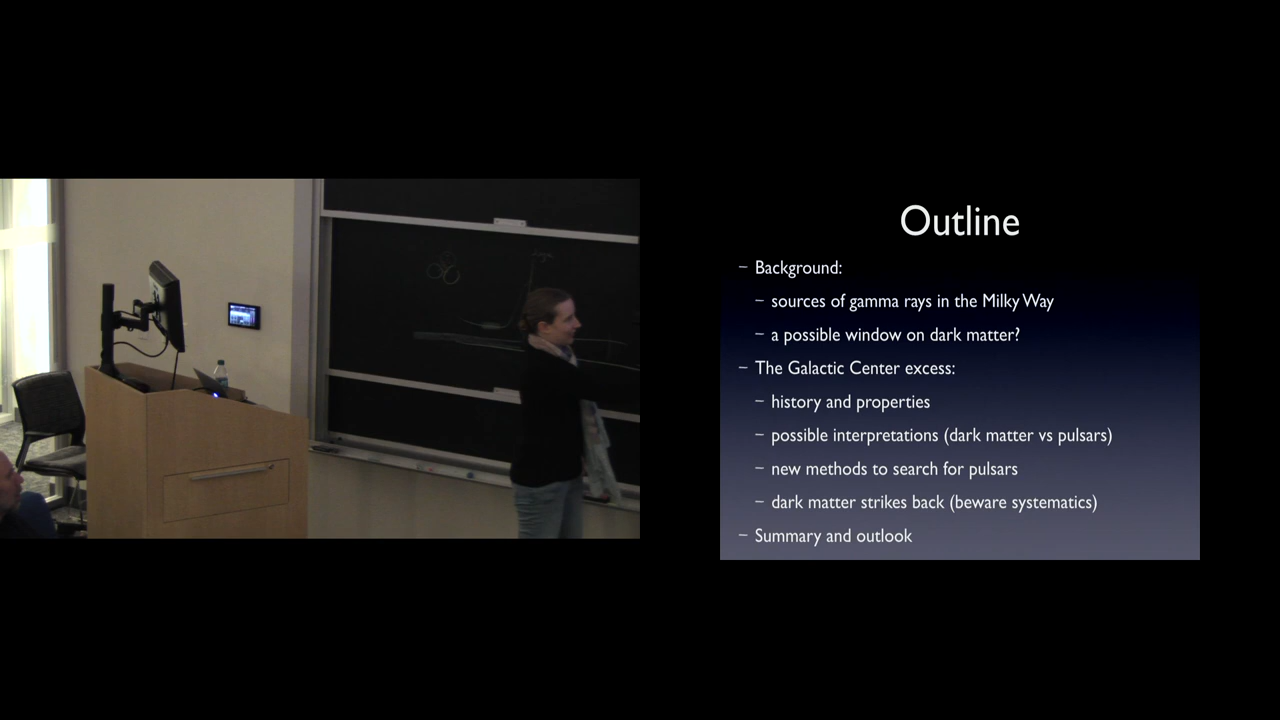 Outline
– Background:
– sources of gamma rays in the Milky Way
– a possible window on dark matter?
– The Galactic Center excess:
– history and properties
– possible interpretations (dark matter vs pulsars)
– new methods to search for pulsars
– dark matter strikes back (beware systematics)
– Summary and outlook